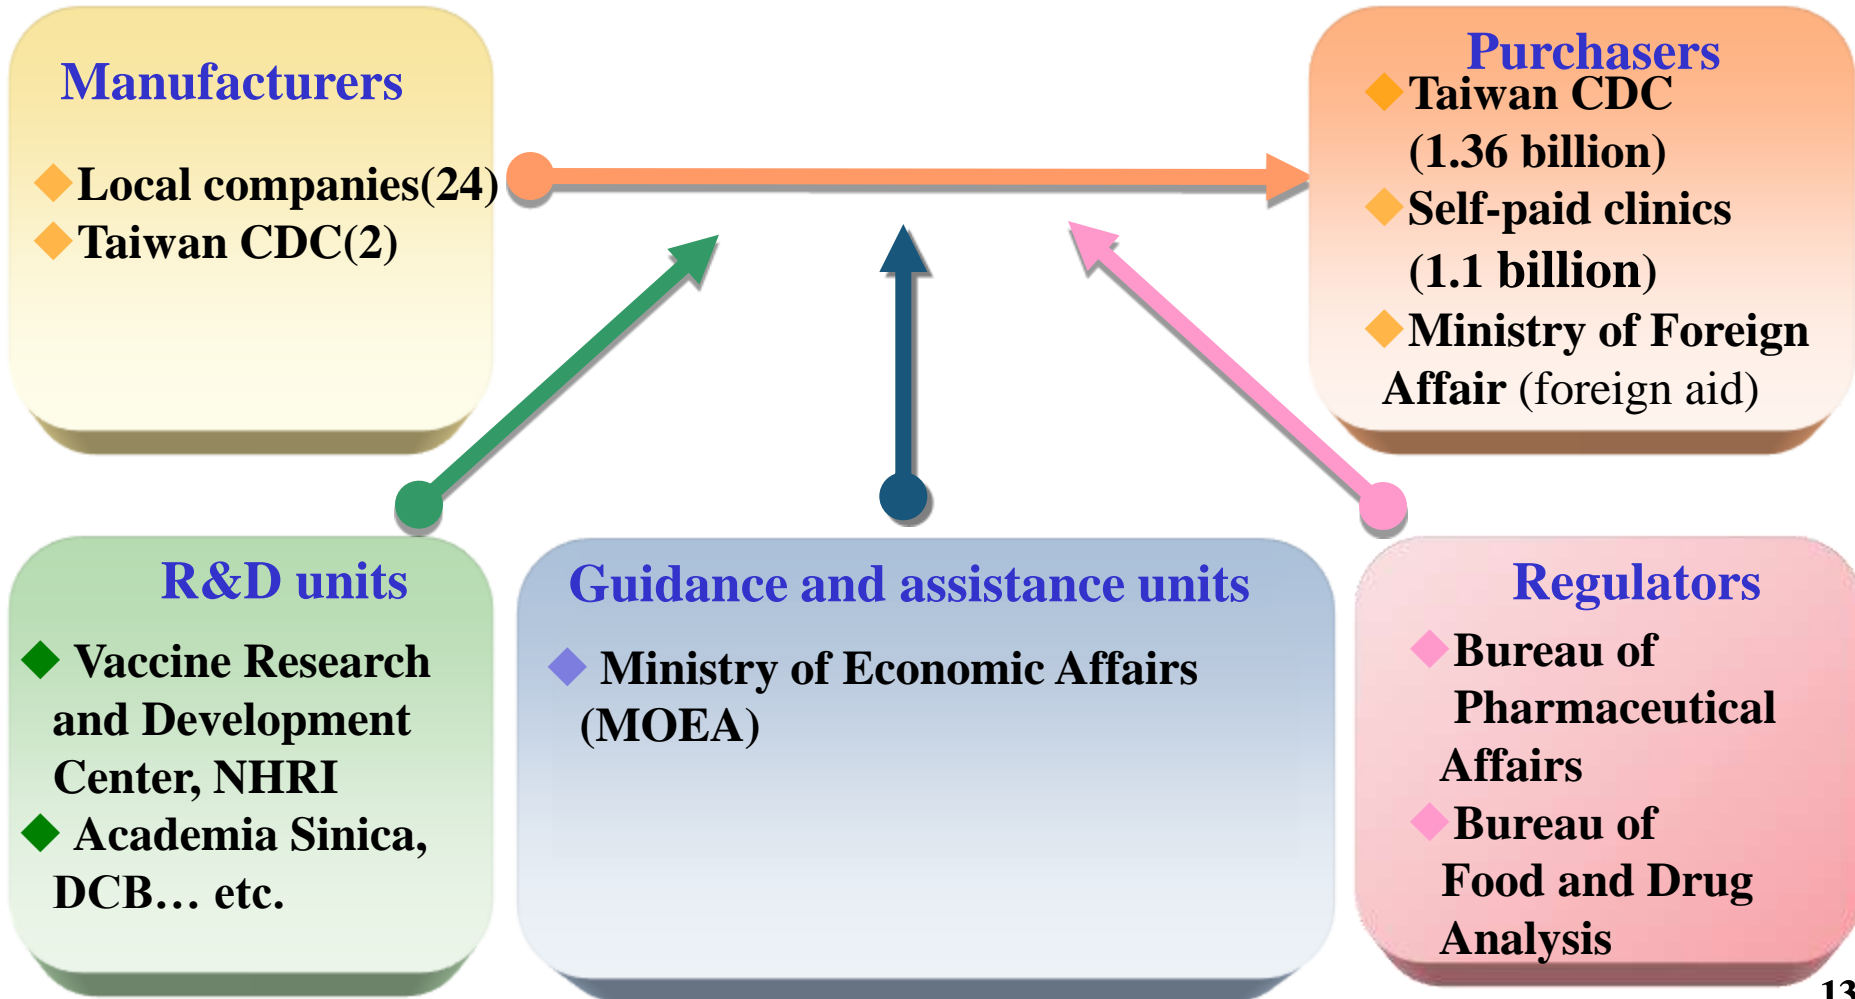 Manufacturers
Local companies(24)
Taiwan CDC(2)
Purchasers
Taiwan CDC
(1.36 billion)
Self-paid clinics
(1.1 billion)
Ministry of Foreign
Affair (foreign aid)
R&D units
Vaccine Research
and Development
Center, NHRI
Academia Sinica,
DCB… etc.
Guidance and assistance units
Ministry of Economic Affairs
(MOEA)
Regulators
Bureau of
Pharmaceutical
Affairs
Bureau of
Food and Drug
Analysis
13